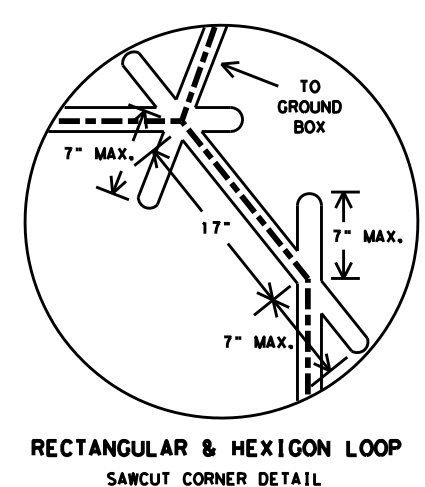 TO
GROUND
BOX
7" MAX.
17"
7" MAX.
7" MAX.
RECTANGULAR & HEXIGON LOOP
SAWCUT CORNER DETAIL